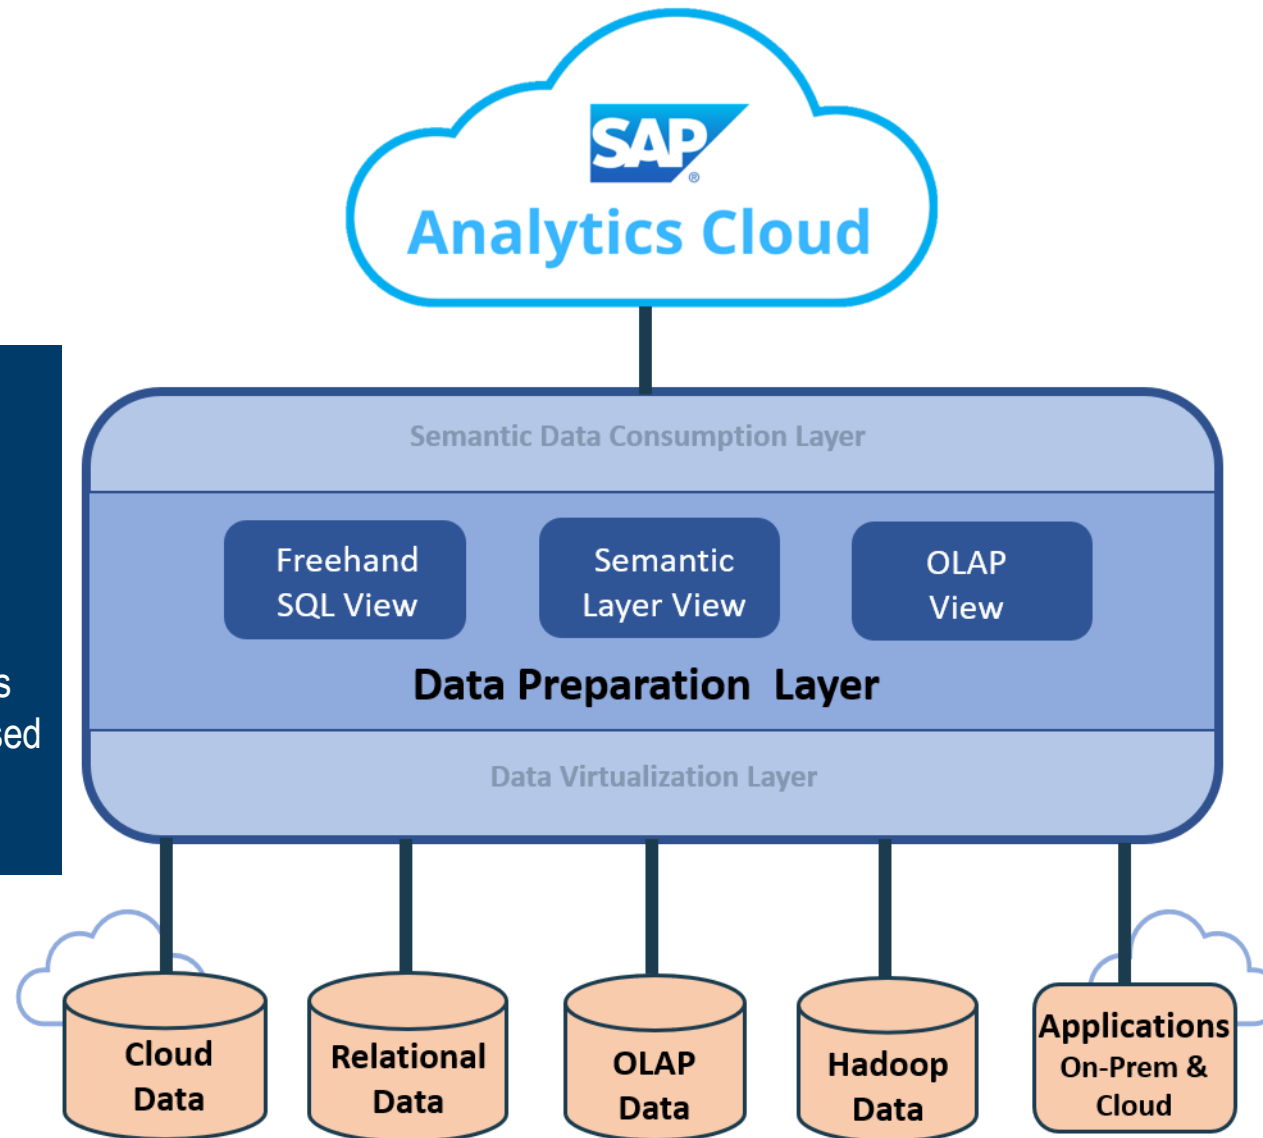 SAP
®
Analytics Cloud
Semantic Data Consumption Layer
Freehand
SQL View
Semantic
Layer View
OLAP
View
Data Preparation Layer
Data Virtualization Layer
Cloud
Data
Relational
Data
OLAP
Data
Hadoop
Data
Applications
On-Prem &
Cloud